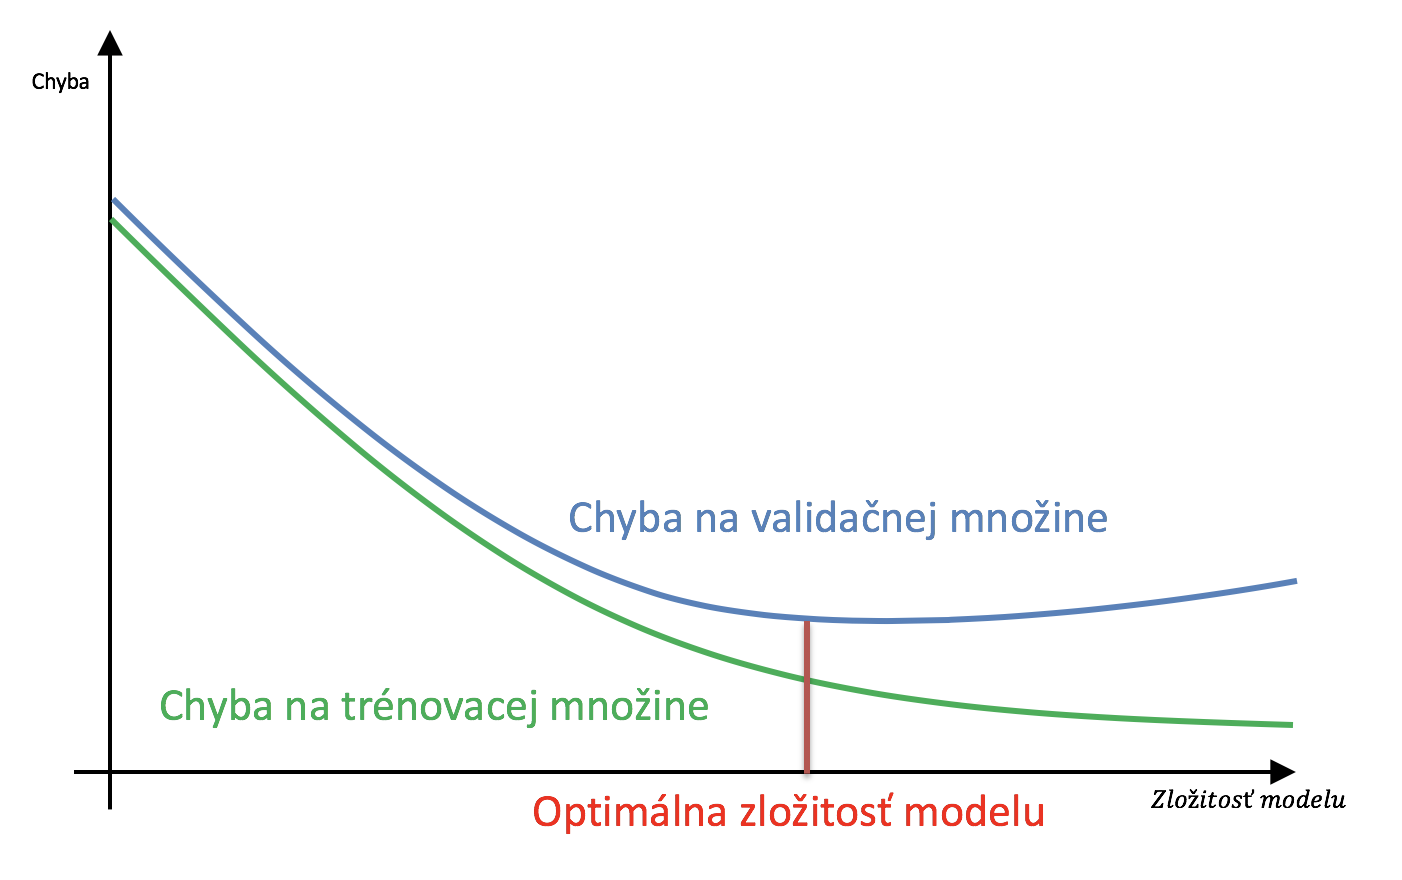 Chyba
Chyba na validačnej množine
Chyba na trénovacej množine
Zložitosť modelu
Optimálna zložitosť modelu